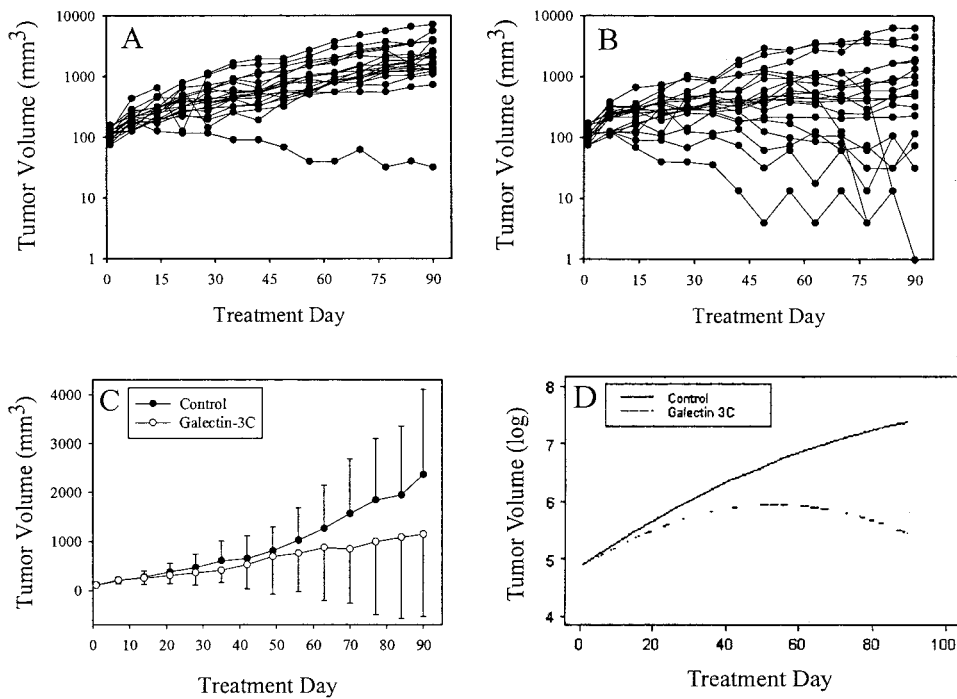 A
Tumor Volume (mm3)
10000
1000
100
10
1
0 15 30 45 60 75 90
Treatment Day
B
Tumor Volume (mm3)
10000
1000
100
10
1
0 15 30 45 60 75 90
Treatment Day
C
Control
Galectin-3C
Tumor Volume (mm3)
4000
3000
2000
1000
0
0 10 20 30 40 50 60 70 80 90
Treatment Day
D
Control
Galectin 3C
Tumor Volume (log)
8
7
6
5
4
0 20 40 60 80 100
Treatment Day